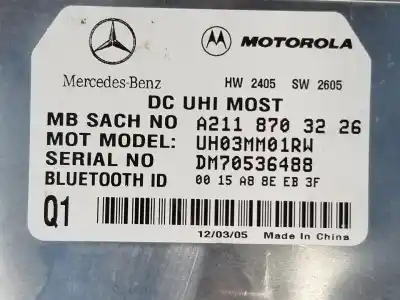 MOTOROLA
Mercedes-Benz HW 2405 SW 2605
DC UHI MOST
MB SACH NO A211 870 32 26
MOT MODEL: UH03MM01RW
SERIAL NO DM70536488
BLUETOOTH ID 00 15 A8 8E EB 3F
Q1
12/03/05 Made In China